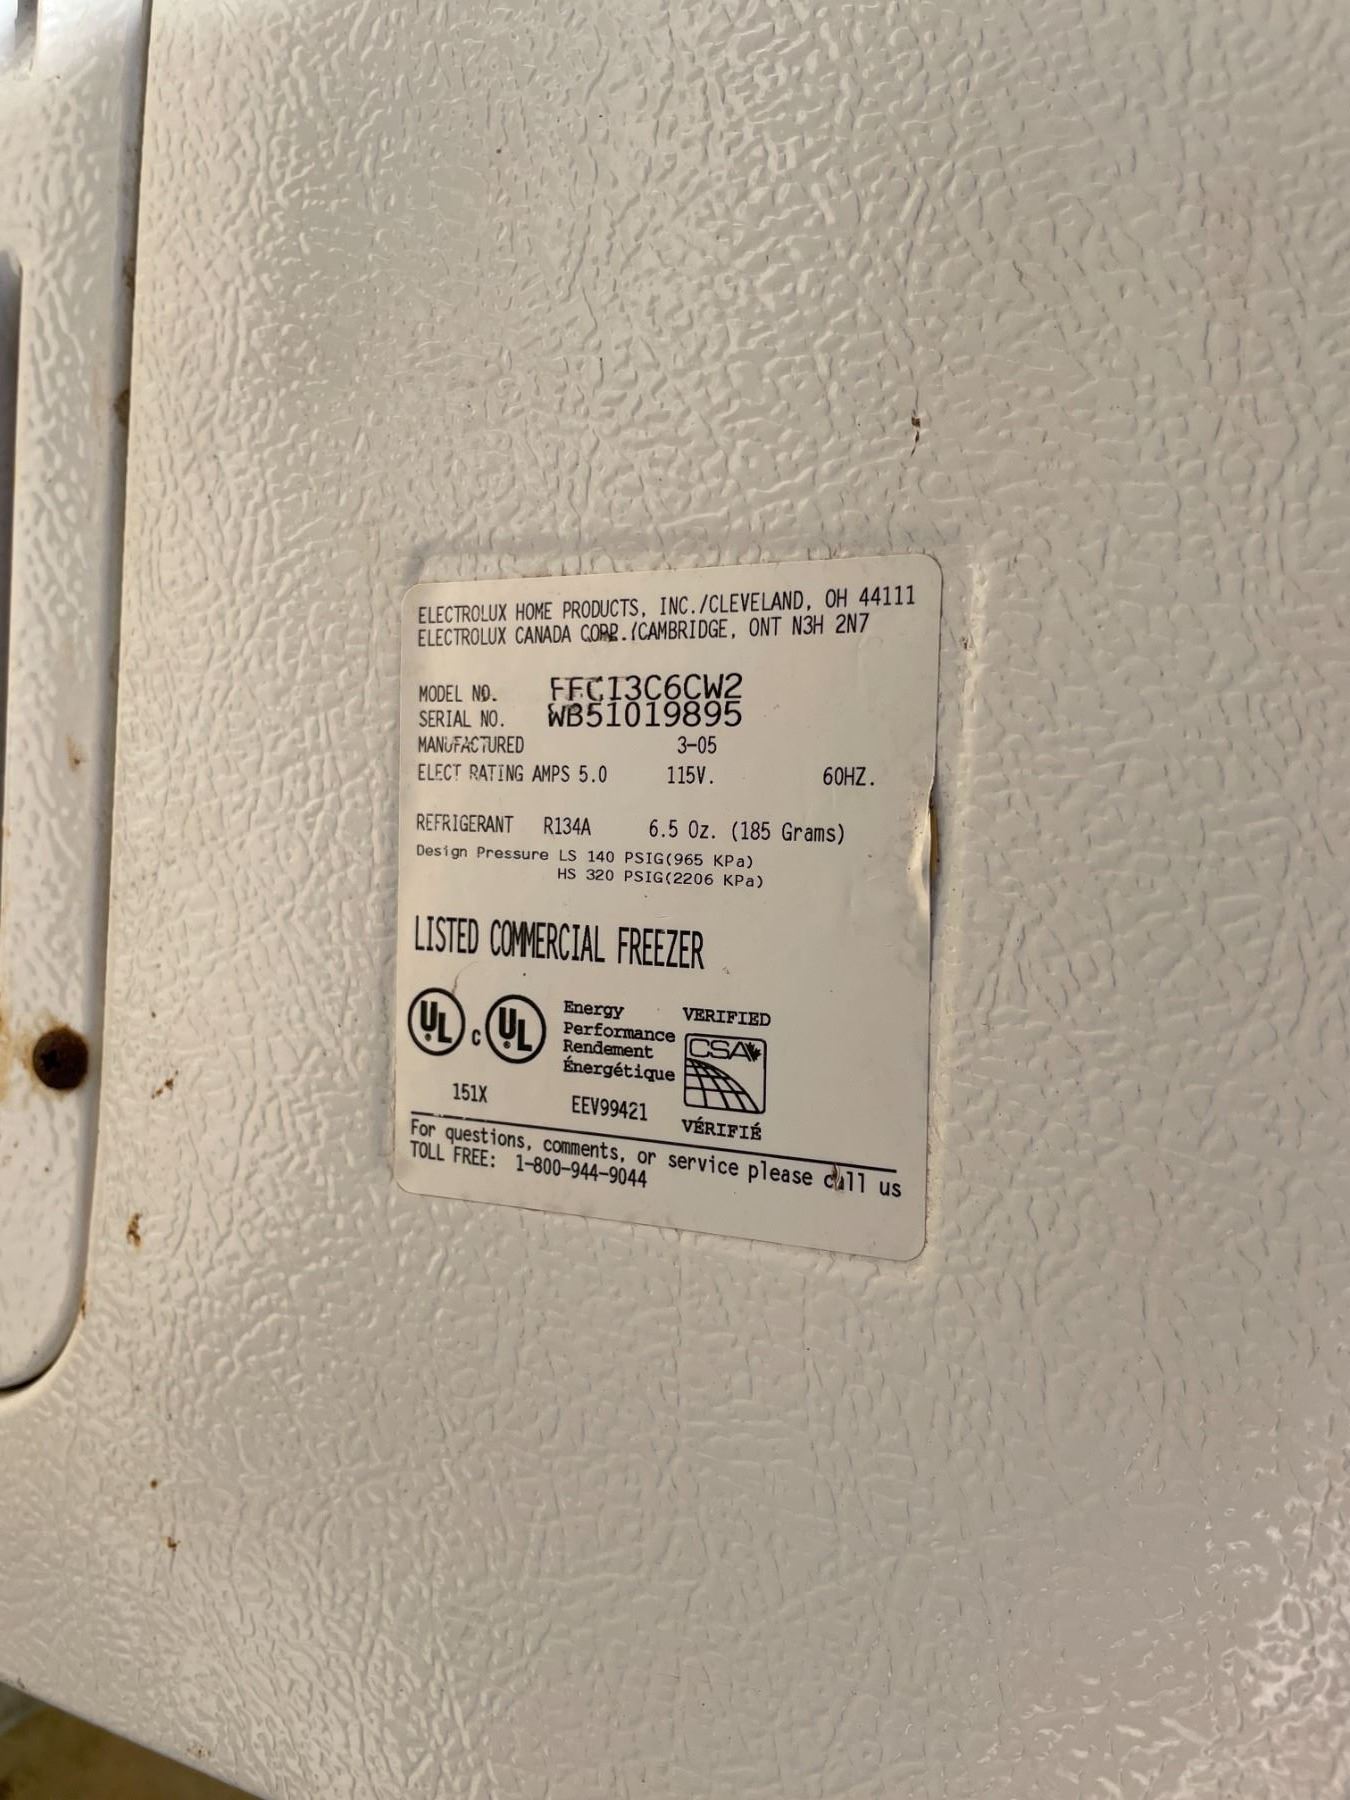 ELECTROLUX HOME PRODUCTS, INC./CLEVELAND, OH 44111
ELECTROLUX CANADA CORP./CAMBRIDGE, ONT N3H 2N7
MODEL NO. FFC13C6CW2
SERIAL NO. WB51019895
MANUFACTURED 3-05
ELECT RATING AMPS 5.0 115V. 60HZ.
REFRIGERANT R134A 6.5 Oz. (185 Grams)
Design Pressure LS 140 PSIG(965 KPa)
HS 320 PSIG(2206 KPa)
LISTED COMMERCIAL FREEZER
UL c UL
151X
Energy
Performance
Rendement
Énergétique
EEV99421
VERIFIED
CSA
VÉRIFIÉ
For questions, comments, or service please call us
TOLL FREE: 1-800-944-9044